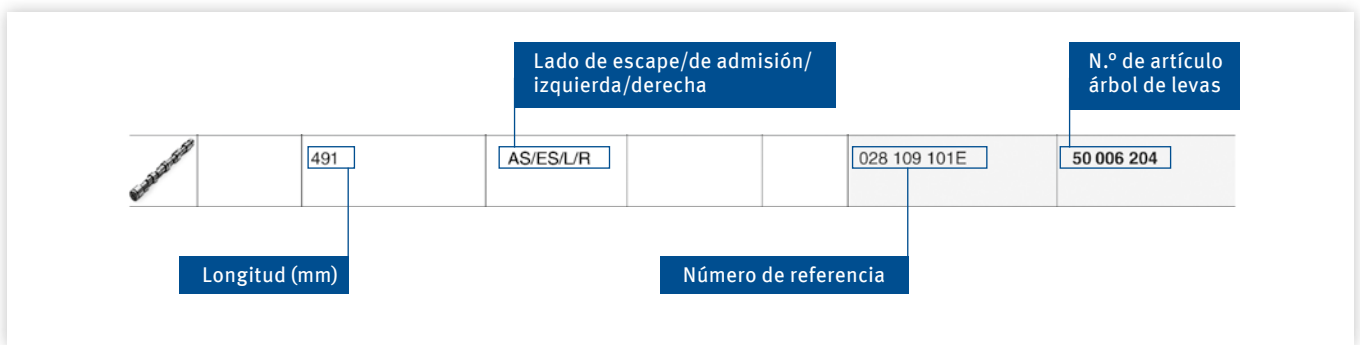 Lado de escape/de admisión/
izquierda/derecha
N.º de artículo
árbol de levas
491
AS/ES/L/R
028 109 101E
50 006 204
Longitud (mm)
Número de referencia